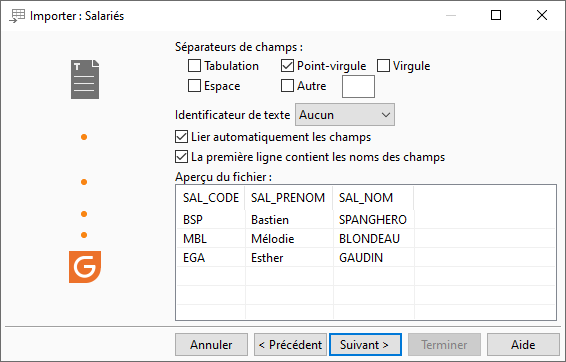 Importer : Salariés
Séparateurs de champs :
Tabulation Point-virgule Virgule
Espace Autre
Identificateur de texte Aucun
Lier automatiquement les champs
La première ligne contient les noms des champs
Aperçu du fichier :
SAL_CODE SAL_PRENOM SAL_NOM
BSP Bastien SPANGHERO
MBL Mélodie BLONDEAU
EGA Esther GAUDIN
Annuler < Précédent Suivant > Terminer Aide